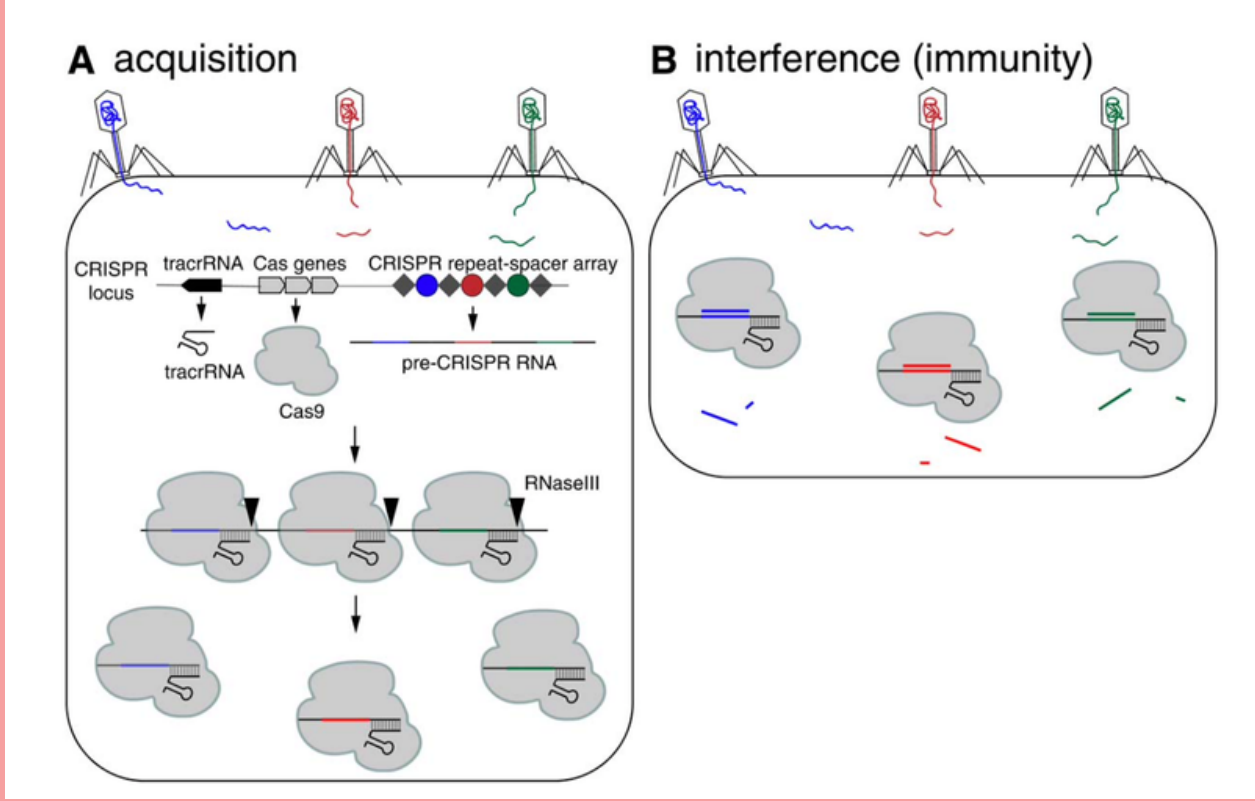 A acquisition
B interference (immunity)
CRISPR
locus
tracrRNA
Cas genes
CRISPR repeat-spacer array
tracrRNA
Cas9
pre-CRISPR RNA
RNaseIII